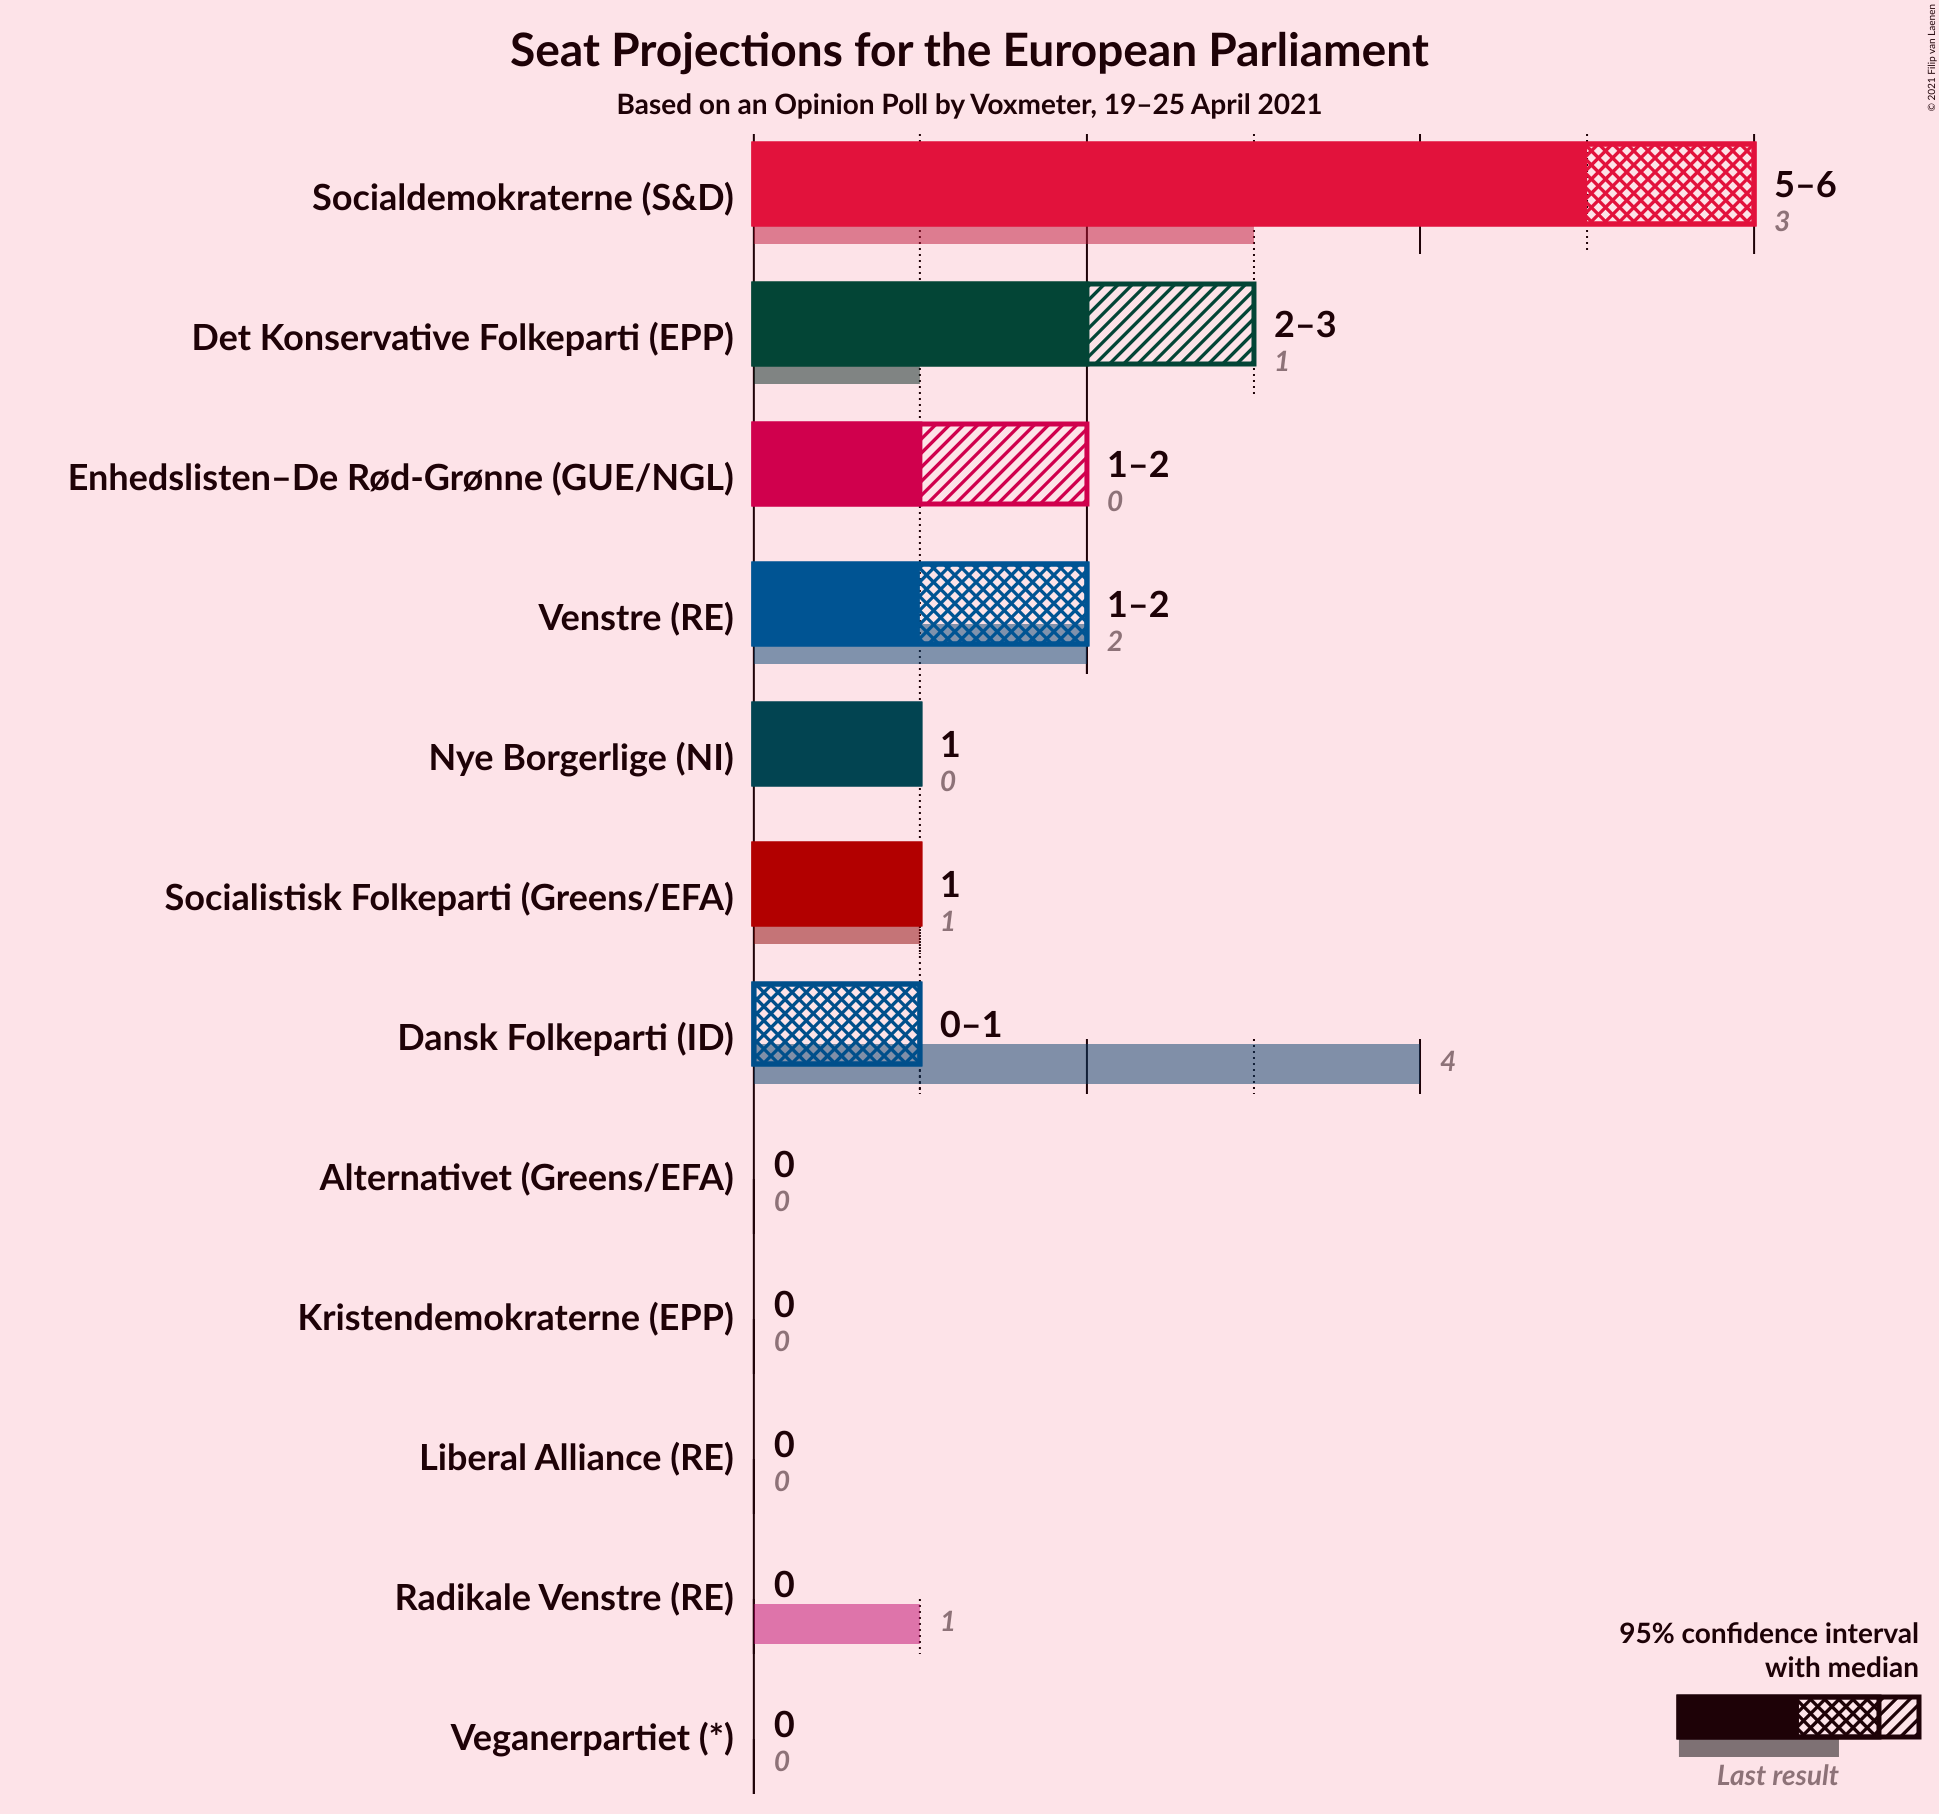 Seat Projections for the European Parliament
Based on an Opinion Poll by Voxmeter, 19–25 April 2021
© 2021 Filip van Laenen
Socialdemokraterne (S&D)
5–6
3
Det Konservative Folkeparti (EPP)
2–3
1
Enhedslisten–De Rød-Grønne (GUE/NGL)
1–2
0
Venstre (RE)
1–2
2
Nye Borgerlige (NI)
1
0
Socialistisk Folkeparti (Greens/EFA)
1
1
Dansk Folkeparti (ID)
0–1
4
Alternativet (Greens/EFA)
0
0
Kristendemokraterne (EPP)
0
0
Liberal Alliance (RE)
0
0
Radikale Venstre (RE)
0
1
Veganerpartiet (*)
0
0
95% confidence interval
with median
Last result